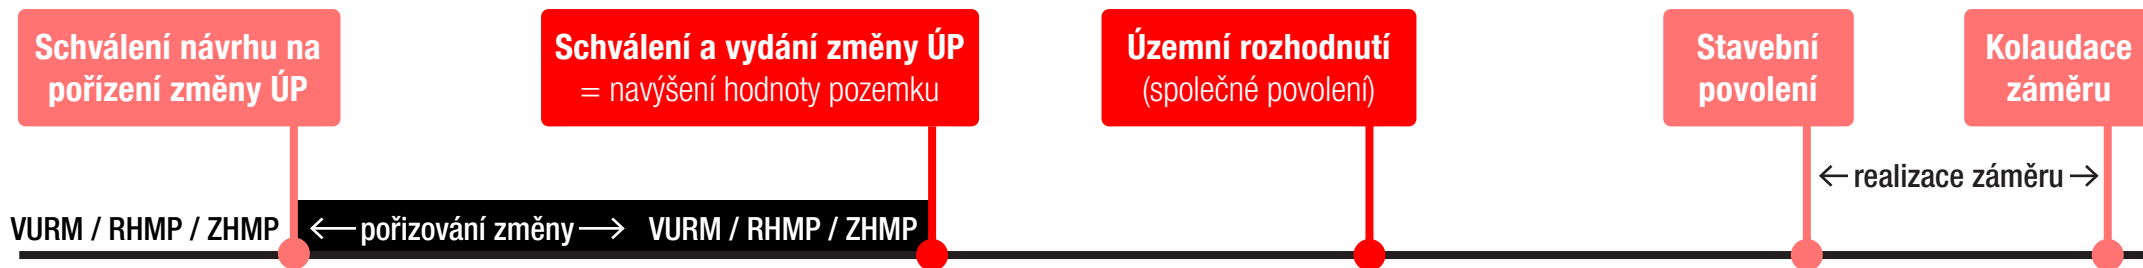 Schválení návrhu na
pořízení změny ÚP
Schválení a vydání změny ÚP
= navýšení hodnoty pozemku
Územní rozhodnutí
(společné povolení)
Stavební
povolení
Kolaudace
záměru
←realizace záměru→
VURM / RHMP / ZHMP
←pořizování změny→ VURM / RHMP / ZHMP